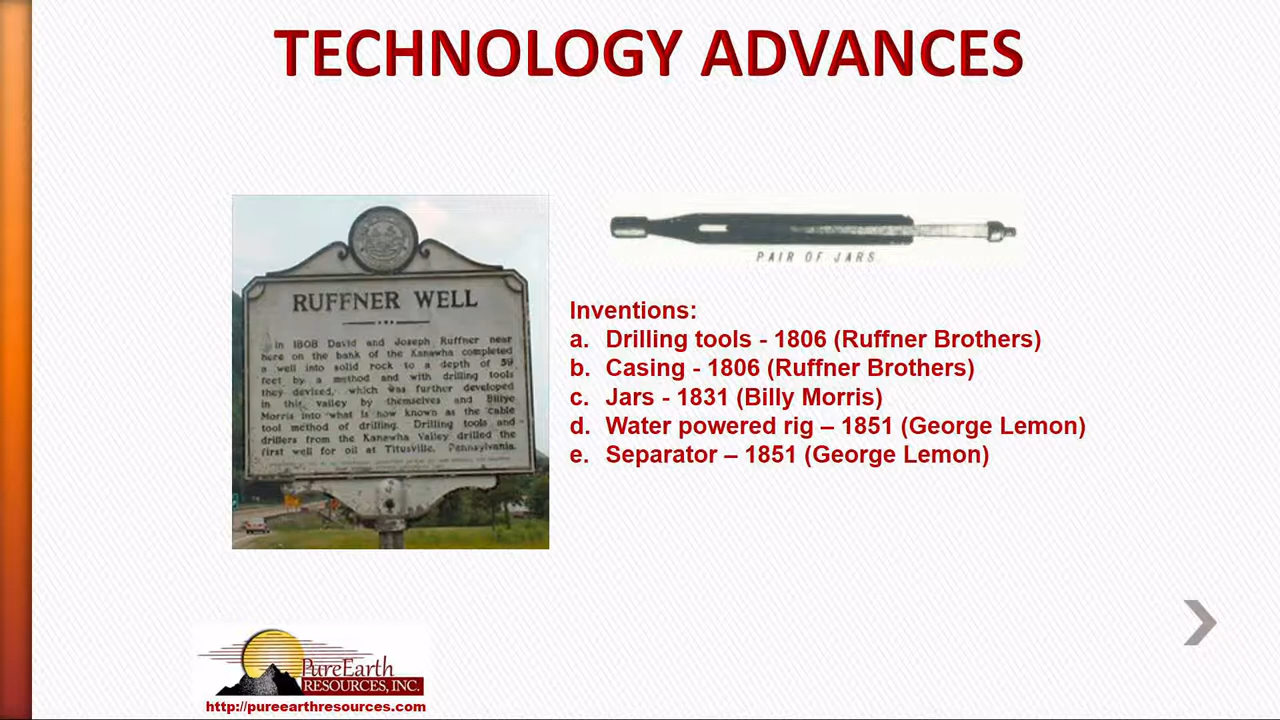 TECHNOLOGY ADVANCES
RUFFNER WELL
In 1808 David and Joseph Ruffner near
here on the bank of the Kanawha completed
a well into solid rock to a depth of 59
feet by a method and with drilling tools
they devised, which was further developed
in this valley by themselves and Billye
Morris into what is now known as the cable
tool method of drilling. Drilling tools and
drillers from the Kanawha Valley drilled the
first well for oil at Titusville, Pennsylvania.
PAIR OF JARS
Inventions:
a. Drilling tools - 1806 (Ruffner Brothers)
b. Casing - 1806 (Ruffner Brothers)
c. Jars - 1831 (Billy Morris)
d. Water powered rig – 1851 (George Lemon)
e. Separator – 1851 (George Lemon)
PureEarth
RESOURCES, INC.
http://pureearthresources.com